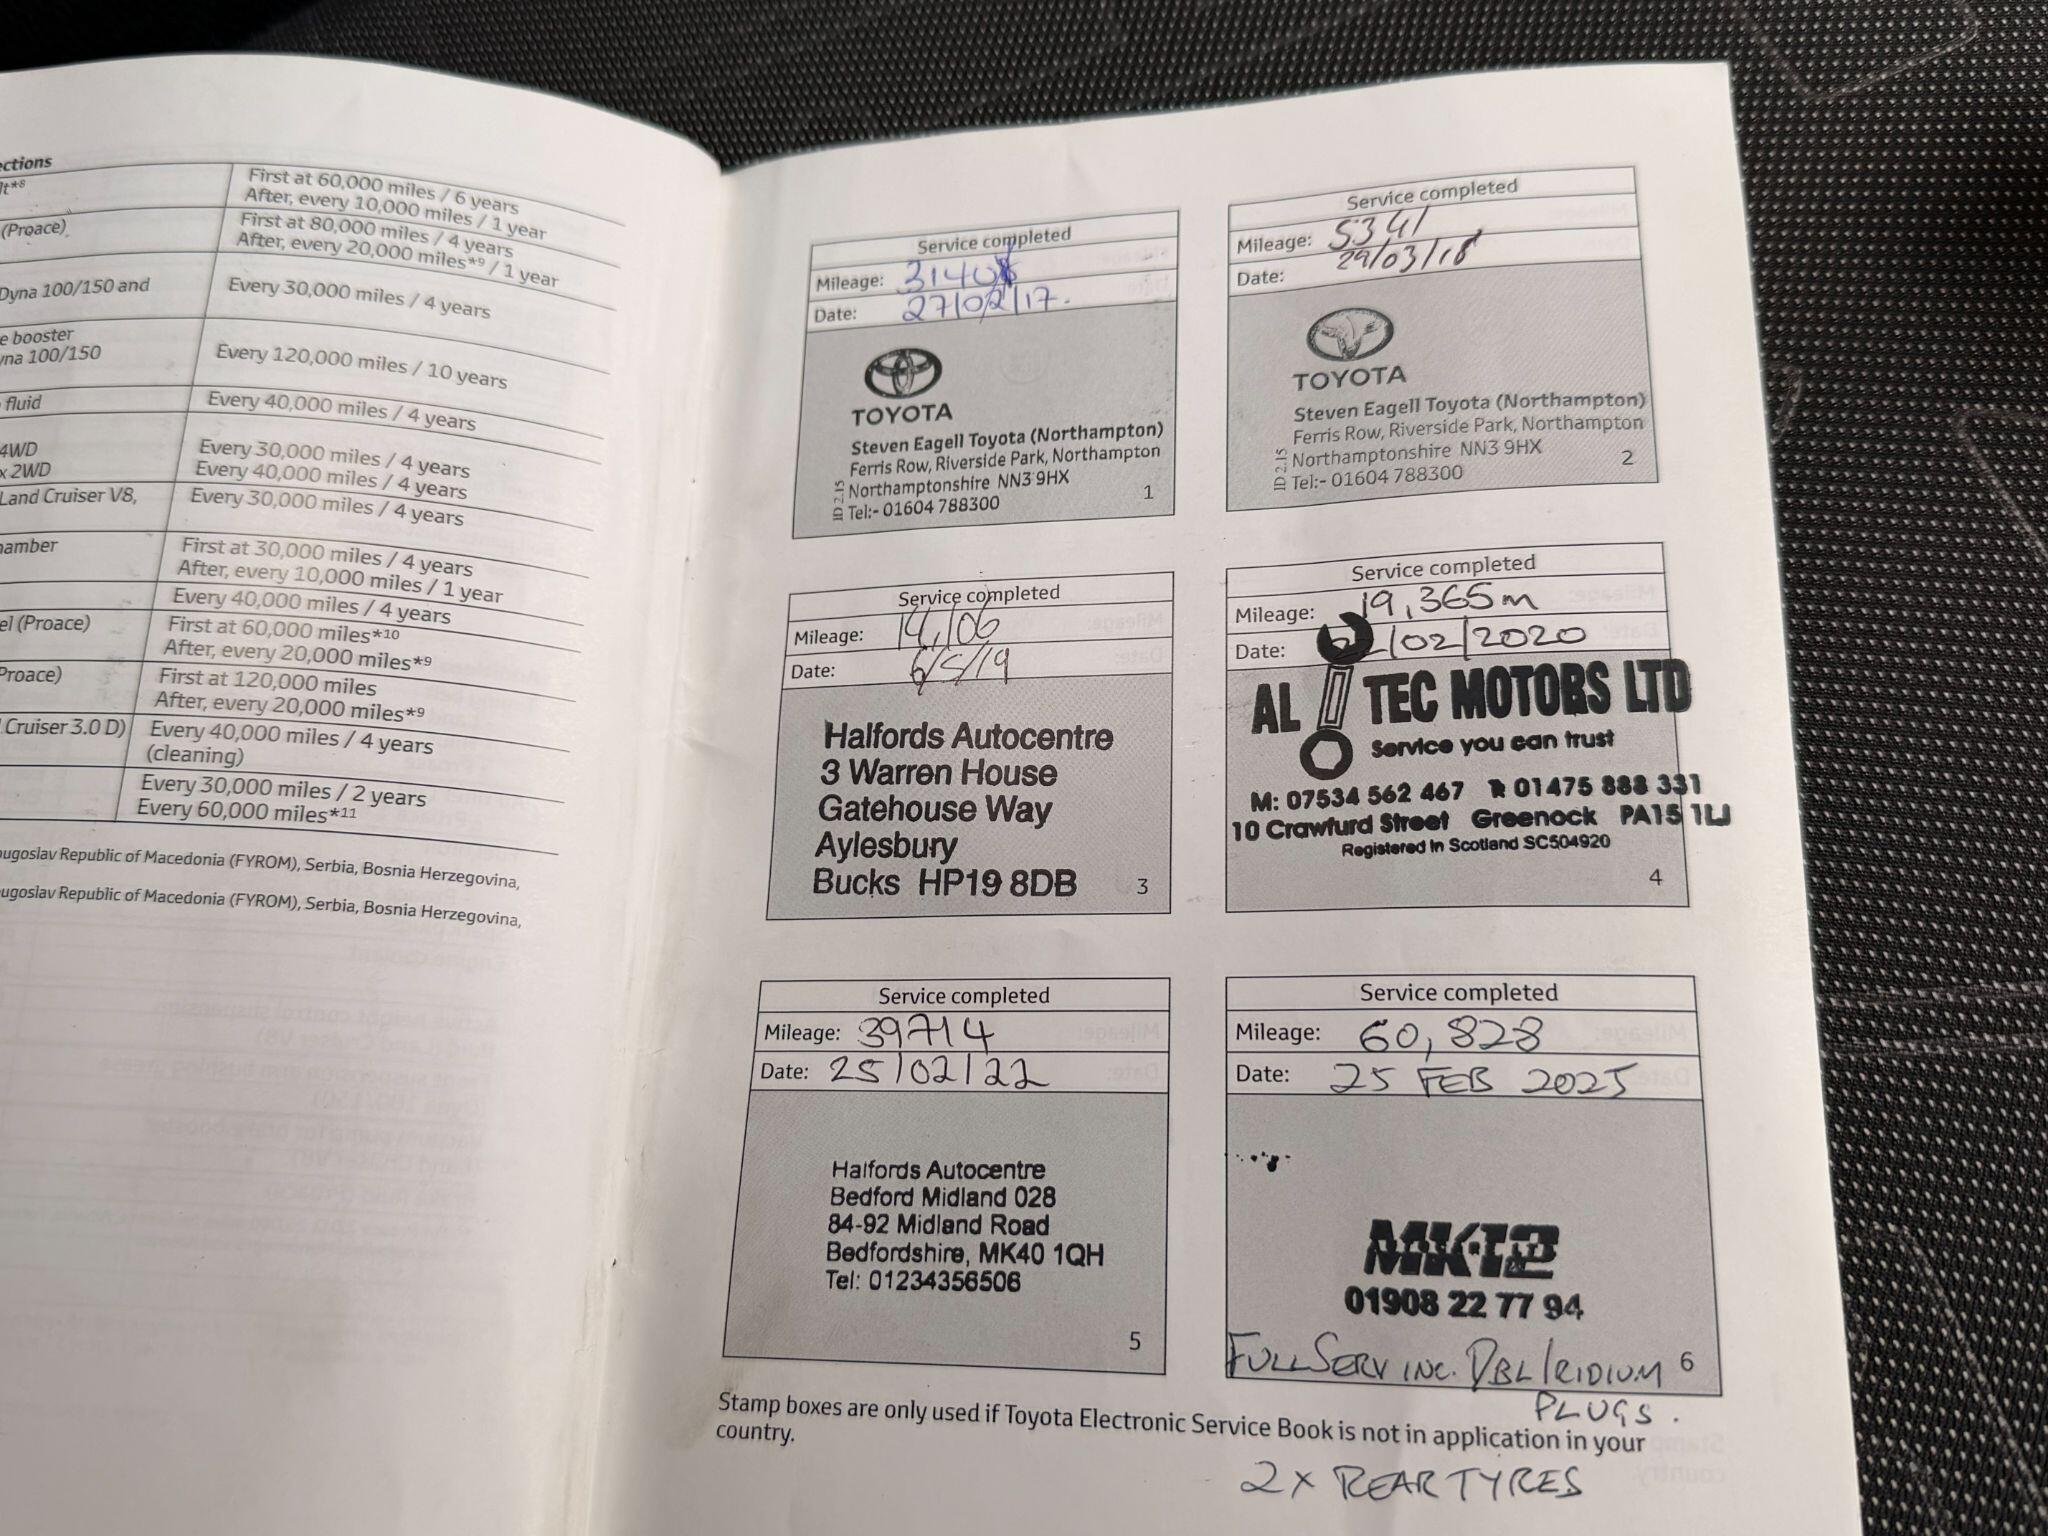 ections
lt*8
First at 60,000 miles / 6 years
After, every 10,000 miles / 1 year
(Proace)
First at 80,000 miles / 4 years
After, every 20,000 miles*9 / 1 year
Dyna 100/150 and
Every 30,000 miles / 4 years
e booster
yna 100/150
Every 120,000 miles / 10 years
fluid
Every 40,000 miles / 4 years
4WD
Every 30,000 miles / 4 years
x 2WD
Every 40,000 miles / 4 years
Land Cruiser V8,
Every 30,000 miles / 4 years
hamber
First at 30,000 miles / 4 years
After, every 10,000 miles / 1 year
Every 40,000 miles / 4 years
el (Proace)
First at 60,000 miles*10
After, every 20,000 miles*9
Proace)
First at 120,000 miles
After, every 20,000 miles*9
Cruiser 3.0 D)
Every 40,000 miles / 4 years
(cleaning)
Every 30,000 miles / 2 years
Every 60,000 miles*11
ugoslav Republic of Macedonia (FYROM), Serbia, Bosnia Herzegovina,
ugoslav Republic of Macedonia (FYROM), Serbia, Bosnia Herzegovina,
Service completed
Mileage:
Date: 27/02/17.
TOYOTA
Steven Eagell Toyota (Northampton)
Ferris Row, Riverside Park, Northampton
Northamptonshire NN3 9HX
Tel:- 01604 788300
ID 2.15
1
Service completed
Mileage: 5341
Date: 29/03/18
TOYOTA
Steven Eagell Toyota (Northampton)
Ferris Row, Riverside Park, Northampton
Northamptonshire NN3 9HX
Tel:- 01604 788300
ID 2.15
2
Service completed
Mileage: 14,106
Date: 6/5/19
Halfords Autocentre
3 Warren House
Gatehouse Way
Aylesbury
Bucks HP19 8DB
3
Service completed
Mileage: 19,365m
Date: /02/2020
AL TEC MOTORS LTD
Service you can trust
M: 07534 562 467 01475 888 331
10 Crawfurd Street Greenock PA15 1LJ
Registered in Scotland SC504920
4
Service completed
Mileage: 39714
Date: 25/02/22
Halfords Autocentre
Bedford Midland 028
84-92 Midland Road
Bedfordshire, MK40 1QH
Tel: 01234356506
5
Service completed
Mileage: 60,828
Date: 25 FEB 2025
MK12
01908 22 77 94
FULL SERV INC. DBL IRIDIUM
PLUGS.
6
Stamp boxes are only used if Toyota Electronic Service Book is not in application in your
country.
2x REAR TYRES